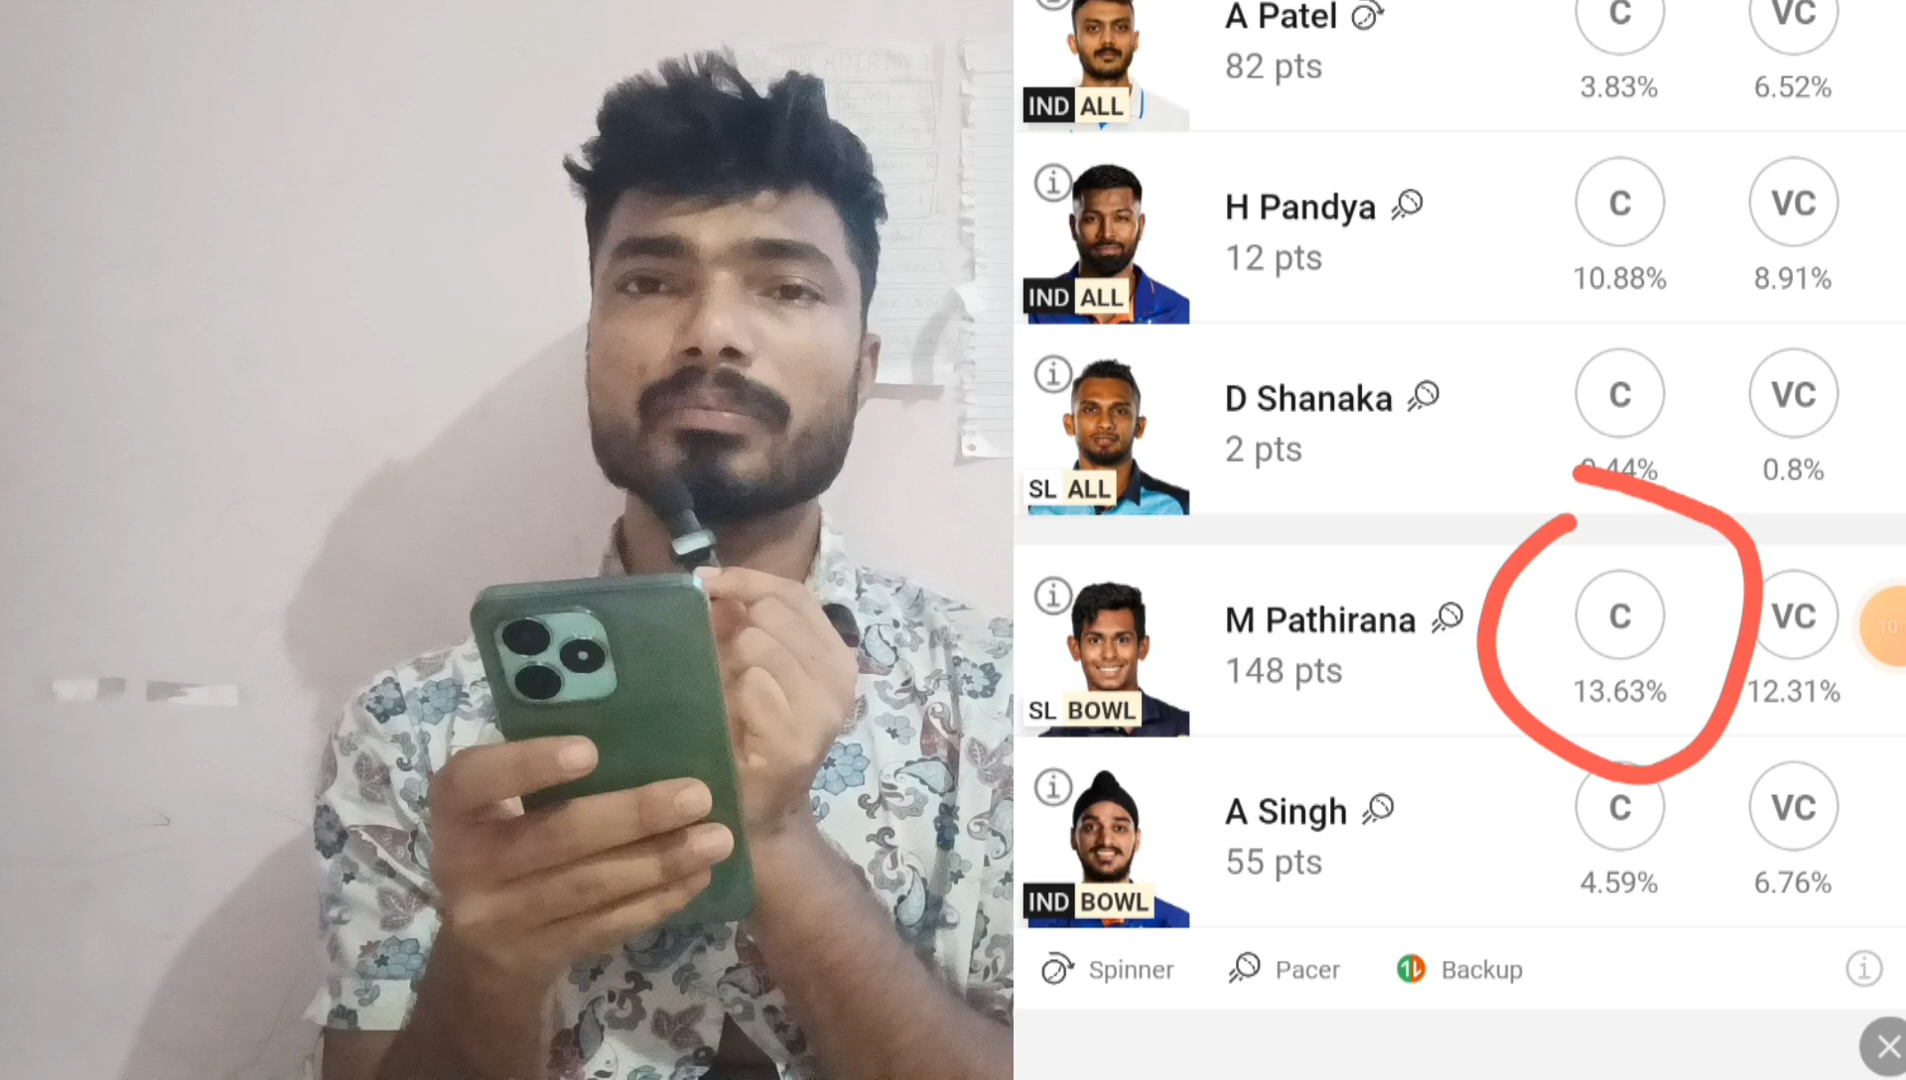 A Patel
C
VC
82 pts
3.83%
6.52%
IND ALL
H Pandya
C
VC
12 pts
10.88%
8.91%
IND ALL
D Shanaka
C
VC
2 pts
0.8%
SL ALL
M Pathirana
C
VC
148 pts
13.63%
12.31%
SL BOWL
A Singh
C
VC
55 pts
4.59%
6.76%
IND BOWL
Spinner
Pacer
Backup